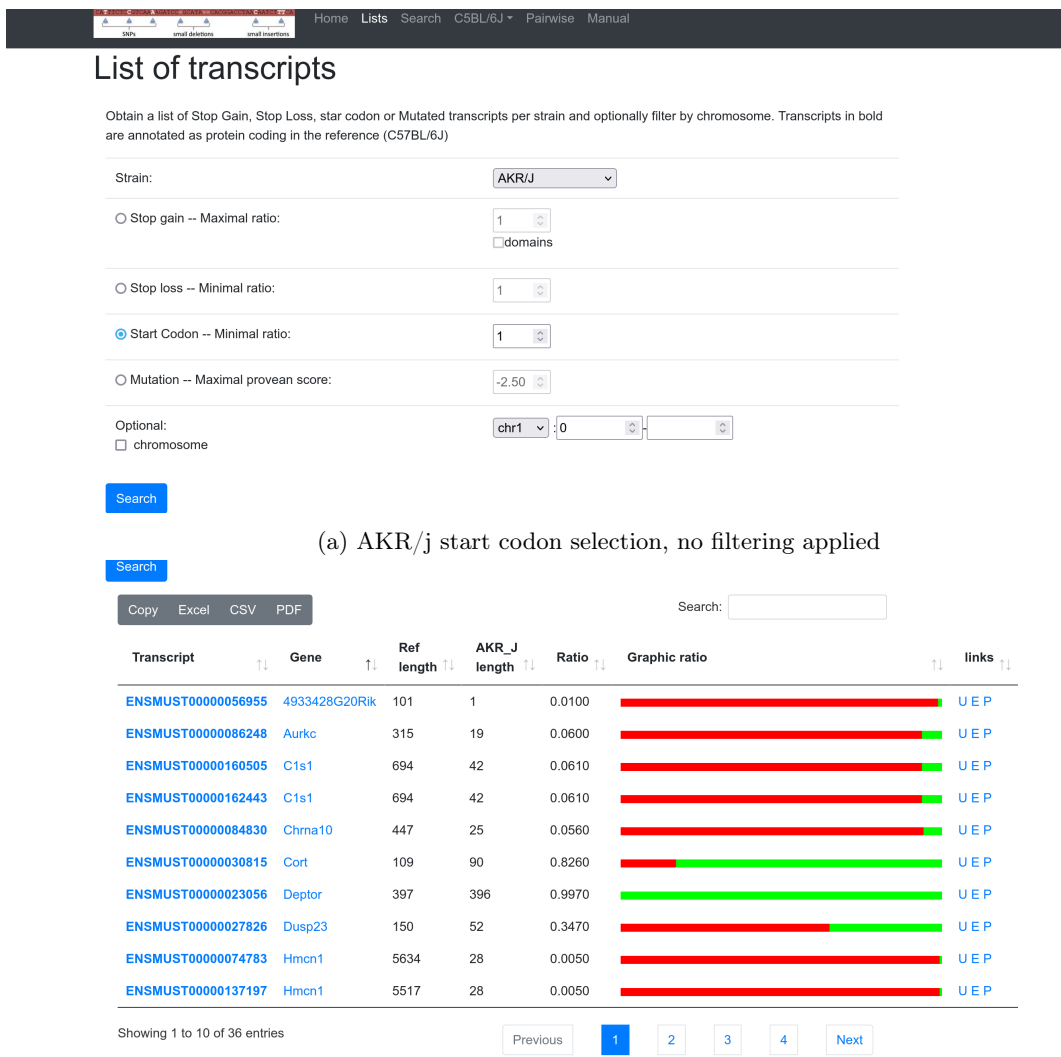 SNPs small deletions small insertions
Home Lists Search C5BL/6J Pairwise Manual
List of transcripts
Obtain a list of Stop Gain, Stop Loss, star codon or Mutated transcripts per strain and optionally filter by chromosome. Transcripts in bold
are annotated as protein coding in the reference (C57BL/6J)
Strain: AKR/J
Stop gain -- Maximal ratio: 1
domains
Stop loss -- Minimal ratio: 1
Start Codon -- Minimal ratio: 1
Mutation -- Maximal provean score: -2.50
Optional: chr1 : 0 -
chromosome
Search
(a) AKR/j start codon selection, no filtering applied
Search
Copy Excel CSV PDF Search:
Transcript Gene Ref length AKR_J length Ratio Graphic ratio links
ENSMUST00000056955 4933428G20Rik 101 1 0.0100 U E P
ENSMUST00000086248 Aurkc 315 19 0.0600 U E P
ENSMUST00000160505 C1s1 694 42 0.0610 U E P
ENSMUST00000162443 C1s1 694 42 0.0610 U E P
ENSMUST00000084830 Chrna10 447 25 0.0560 U E P
ENSMUST00000030815 Cort 109 90 0.8260 U E P
ENSMUST00000023056 Deptor 397 396 0.9970 U E P
ENSMUST00000027826 Dusp23 150 52 0.3470 U E P
ENSMUST00000074783 Hmcn1 5634 28 0.0050 U E P
ENSMUST00000137197 Hmcn1 5517 28 0.0050 U E P
Showing 1 to 10 of 36 entries Previous 1 2 3 4 Next